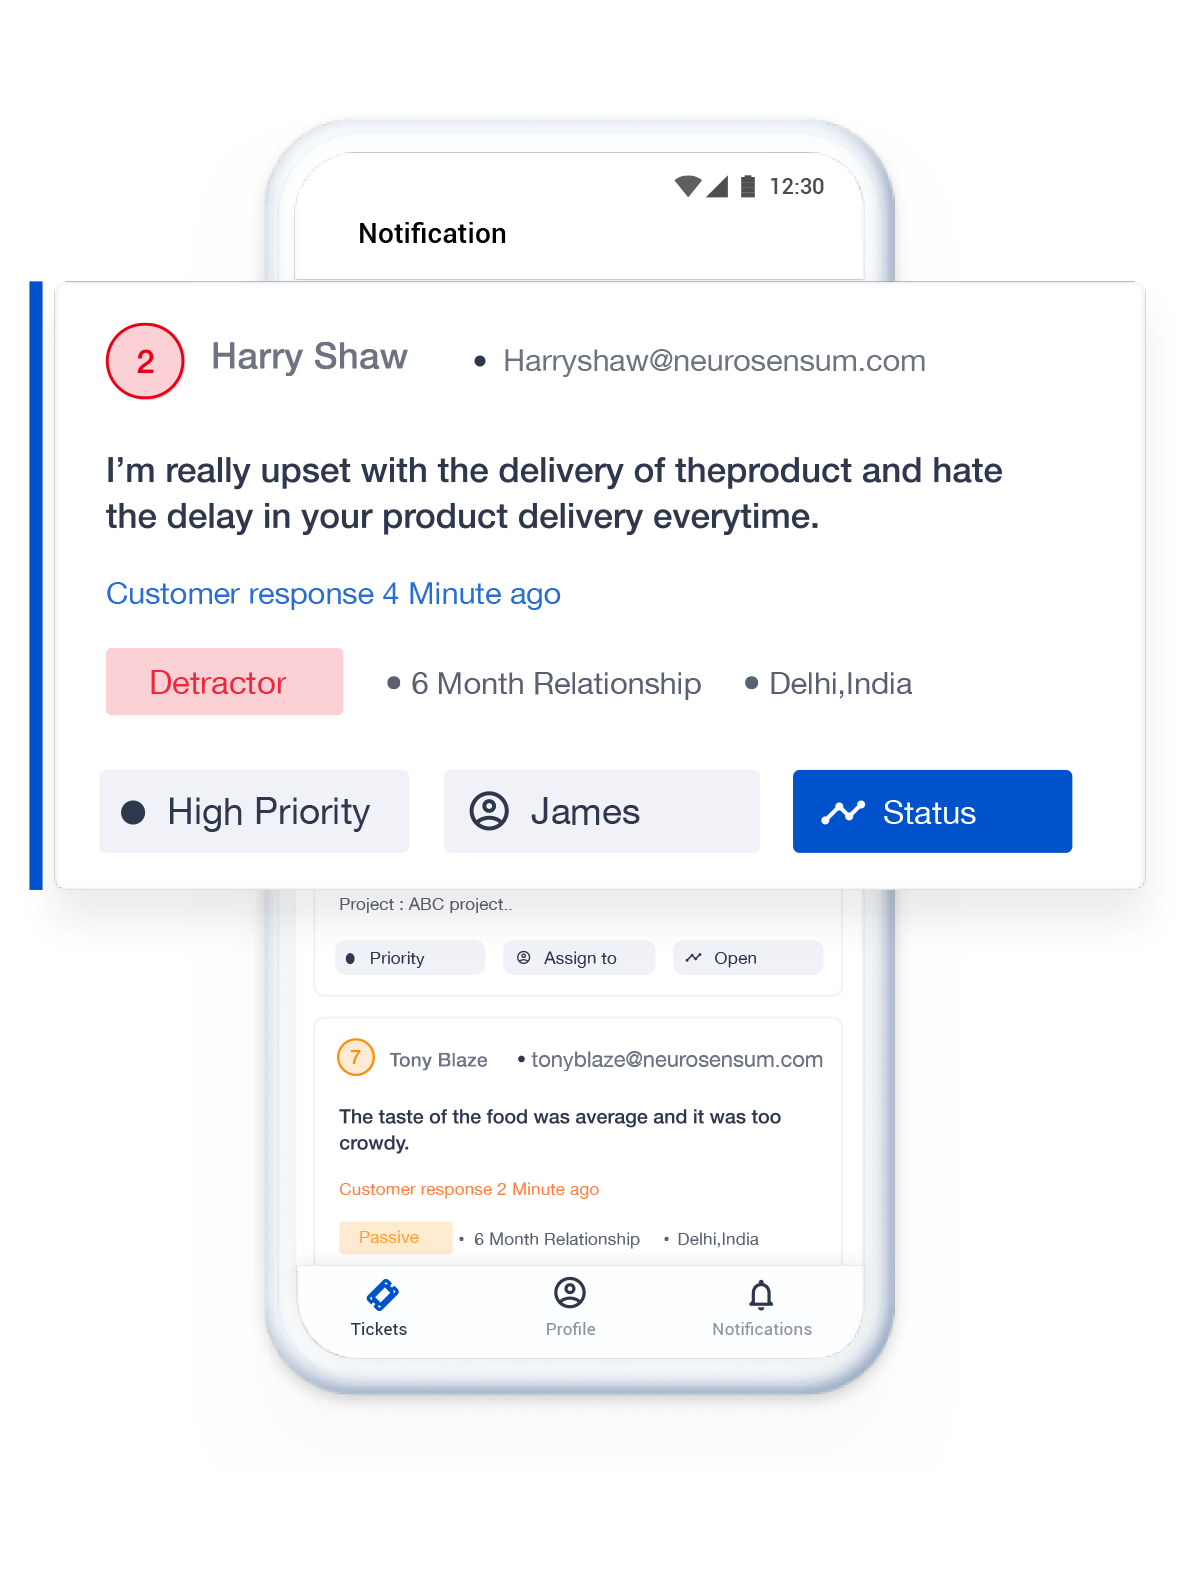 12:30
Notification
2 Harry Shaw • Harryshaw@neurosensum.com
I'm really upset with the delivery of theproduct and hate
the delay in your product delivery everytime.
Customer response 4 Minute ago
Detractor • 6 Month Relationship • Delhi,India
High Priority James Status
Project : ABC project..
Priority Assign to Open
7 Tony Blaze • tonyblaze@neurosensum.com
The taste of the food was average and it was too
crowdy.
Customer response 2 Minute ago
Passive • 6 Month Relationship • Delhi,India
Tickets Profile Notifications